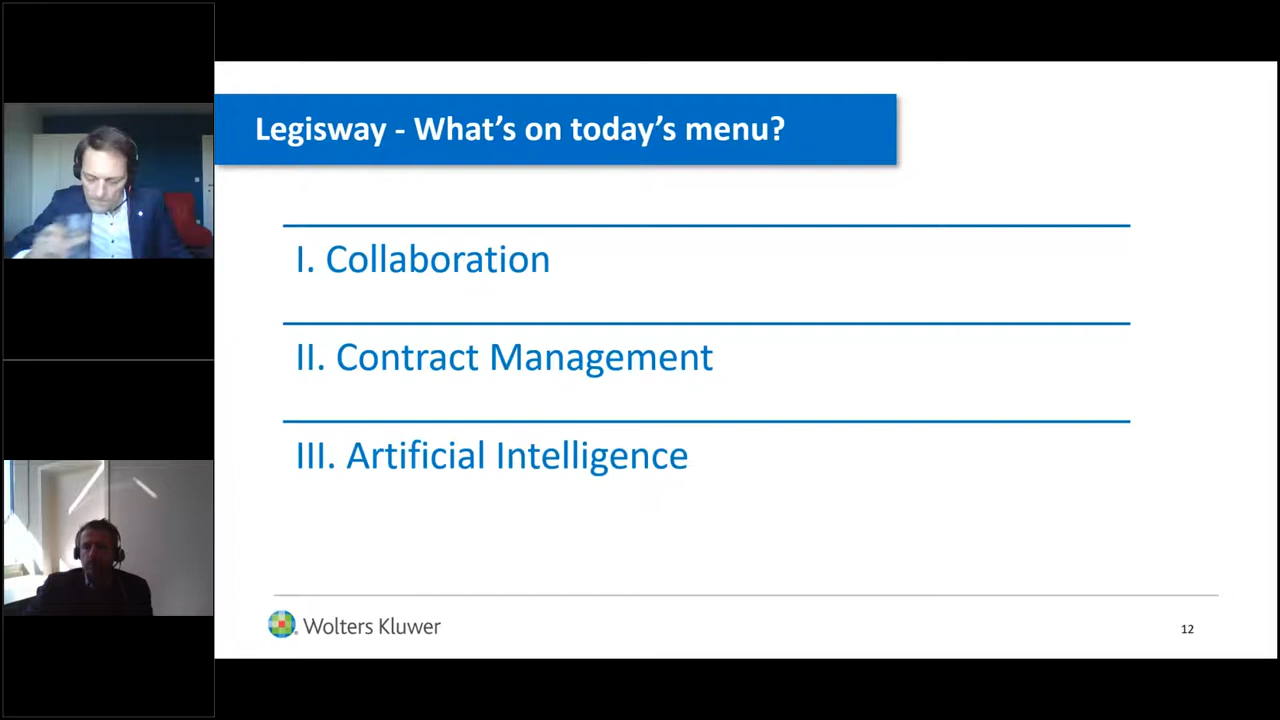 Legisway - What’s on today’s menu?
I. Collaboration
II. Contract Management
III. Artificial Intelligence
Wolters Kluwer
12